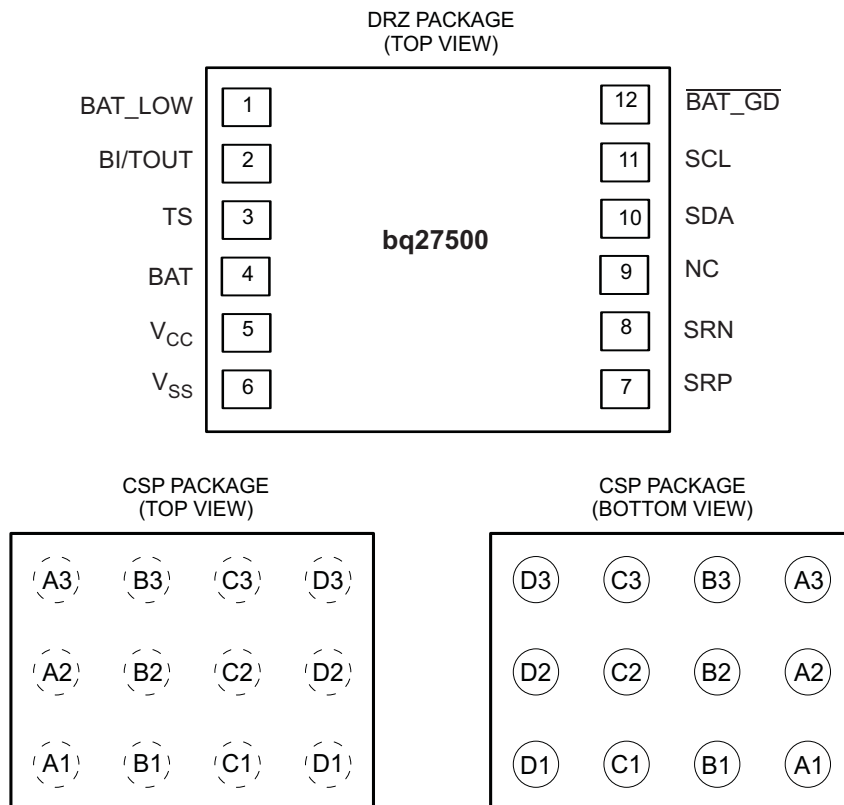 DRZ PACKAGE
(TOP VIEW)
BAT_LOW 1 12 BAT_GD
BI/TOUT 2 11 SCL
TS 3 10 SDA
bq27500
BAT 4 9 NC
VCC 5 8 SRN
VSS 6 7 SRP
CSP PACKAGE
(TOP VIEW)
A3 B3 C3 D3
A2 B2 C2 D2
A1 B1 C1 D1
CSP PACKAGE
(BOTTOM VIEW)
D3 C3 B3 A3
D2 C2 B2 A2
D1 C1 B1 A1